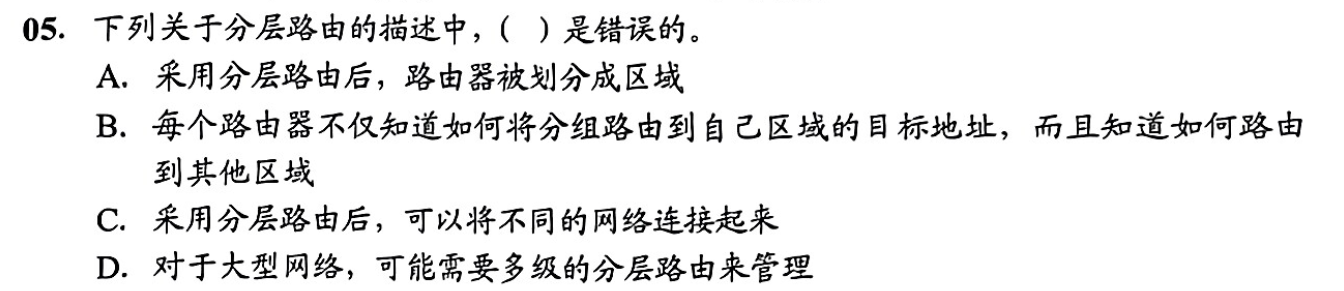 05. 下列关于分层路由的描述中，( ) 是错误的。
A. 采用分层路由后，路由器被划分成区域
B. 每个路由器不仅知道如何将分组路由到自己区域的目标地址，而且知道如何路由
到其他区域
C. 采用分层路由后，可以将不同的网络连接起来
D. 对于大型网络，可能需要多级的分层路由来管理